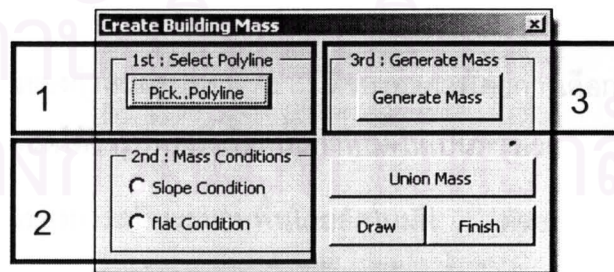 Create Building Mass
1st : Select Polyline
Pick..Polyline
1
3rd : Generate Mass
Generate Mass
3
2nd : Mass Conditions
Slope Condition
flat Condition
2
Union Mass
Draw
Finish